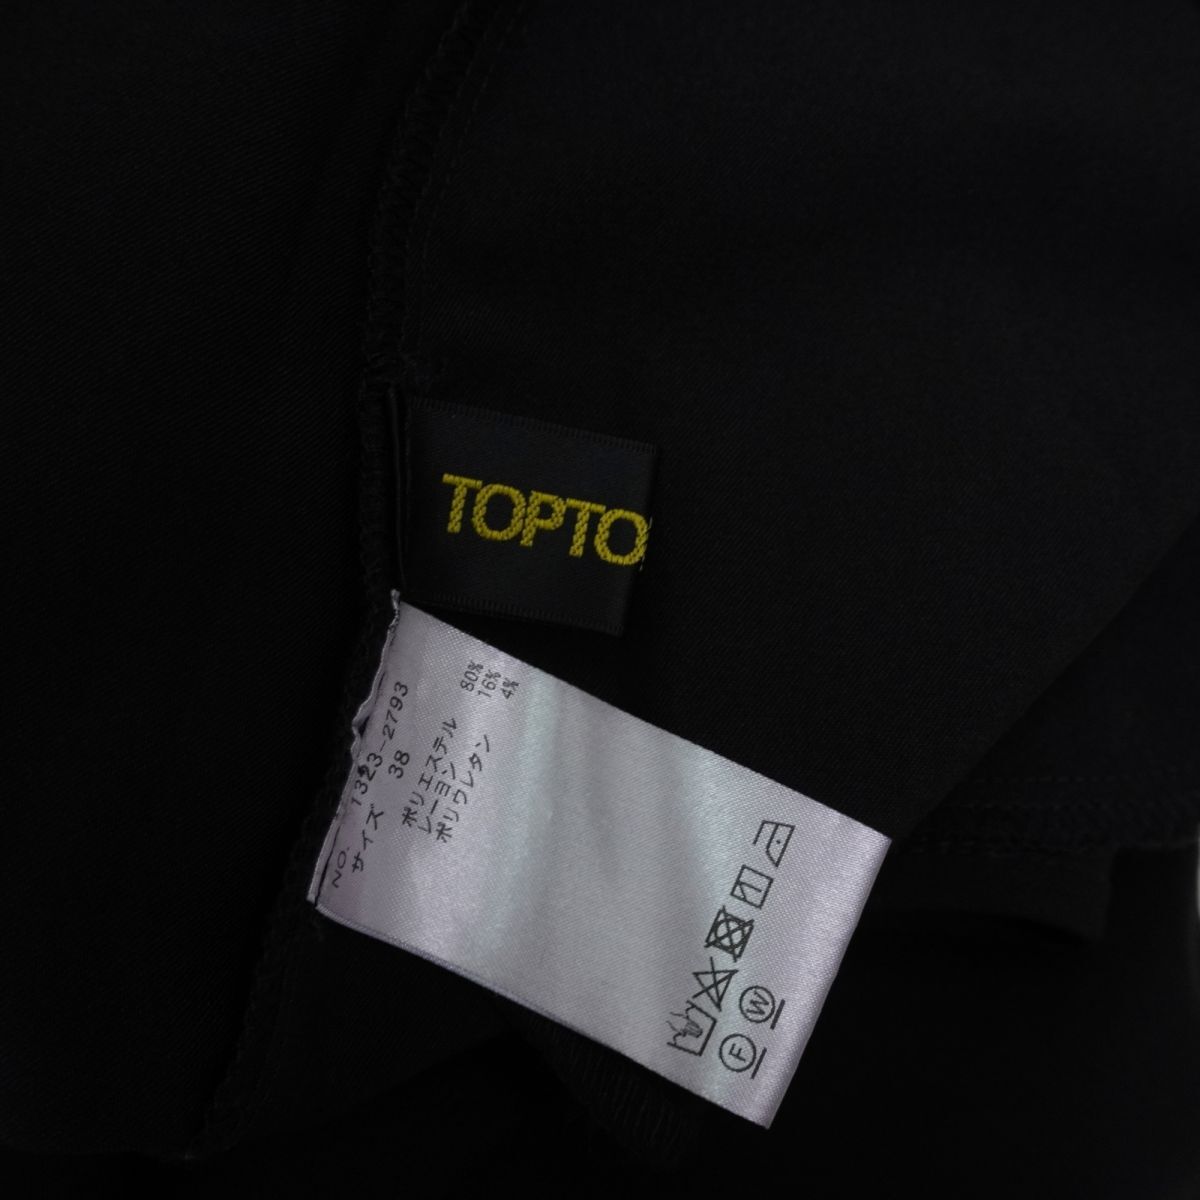 TOPTO
NO. 1323-2793
サイズ 38
ポリエステル 80%
レーヨン 16%
ポリウレタン 4%
F W